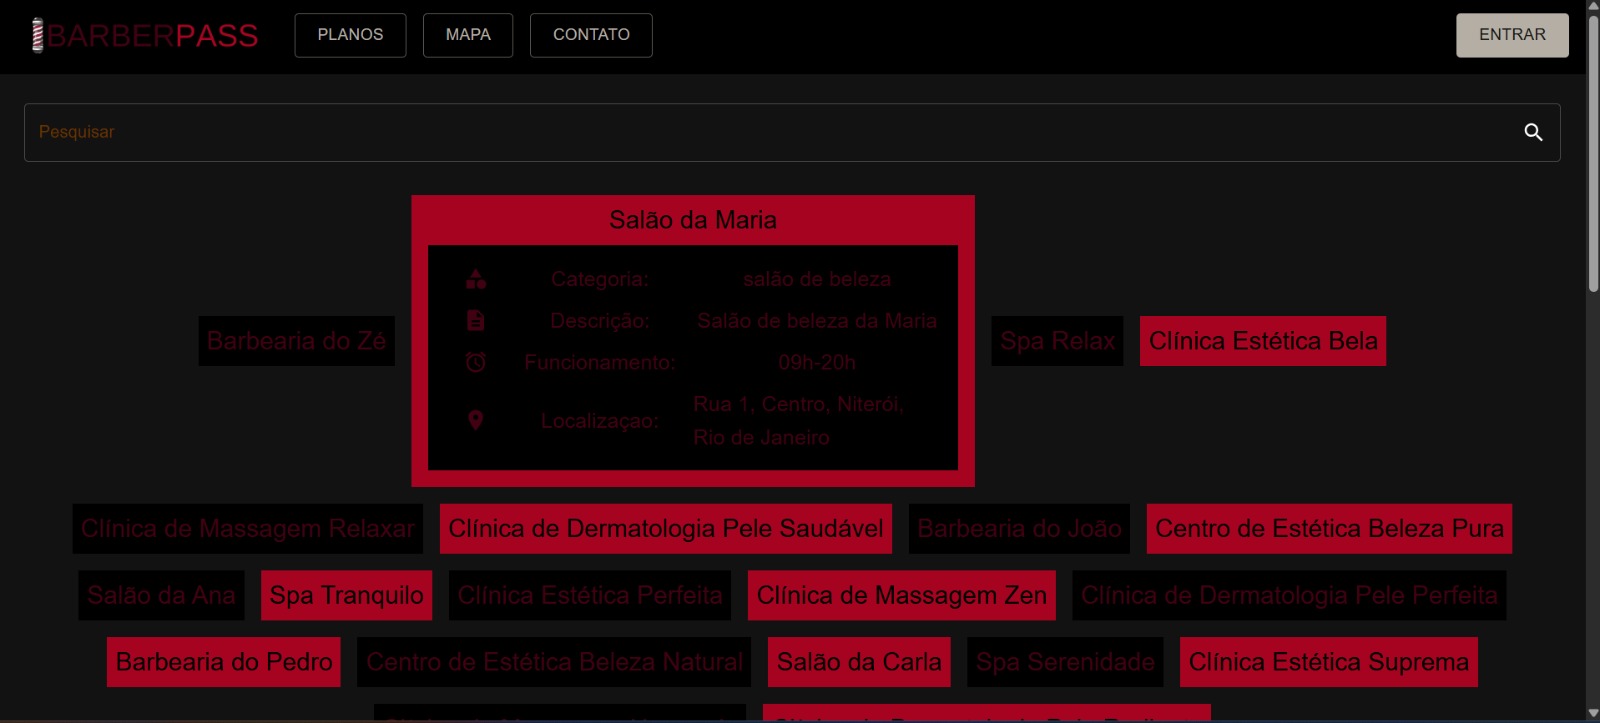 BARBERPASS
PLANOS
MAPA
CONTATO
ENTRAR
Pesquisar
Barbearia do Zé
Salão da Maria
Categoria: salão de beleza
Descrição: Salão de beleza da Maria
Funcionamento: 09h-20h
Localizaçao: Rua 1, Centro, Niterói,
Rio de Janeiro
Spa Relax
Clínica Estética Bela
Clínica de Massagem Relaxar
Clínica de Dermatologia Pele Saudável
Barbearia do João
Centro de Estética Beleza Pura
Salão da Ana
Spa Tranquilo
Clínica Estética Perfeita
Clínica de Massagem Zen
Clínica de Dermatologia Pele Perfeita
Barbearia do Pedro
Centro de Estética Beleza Natural
Salão da Carla
Spa Serenidade
Clínica Estética Suprema